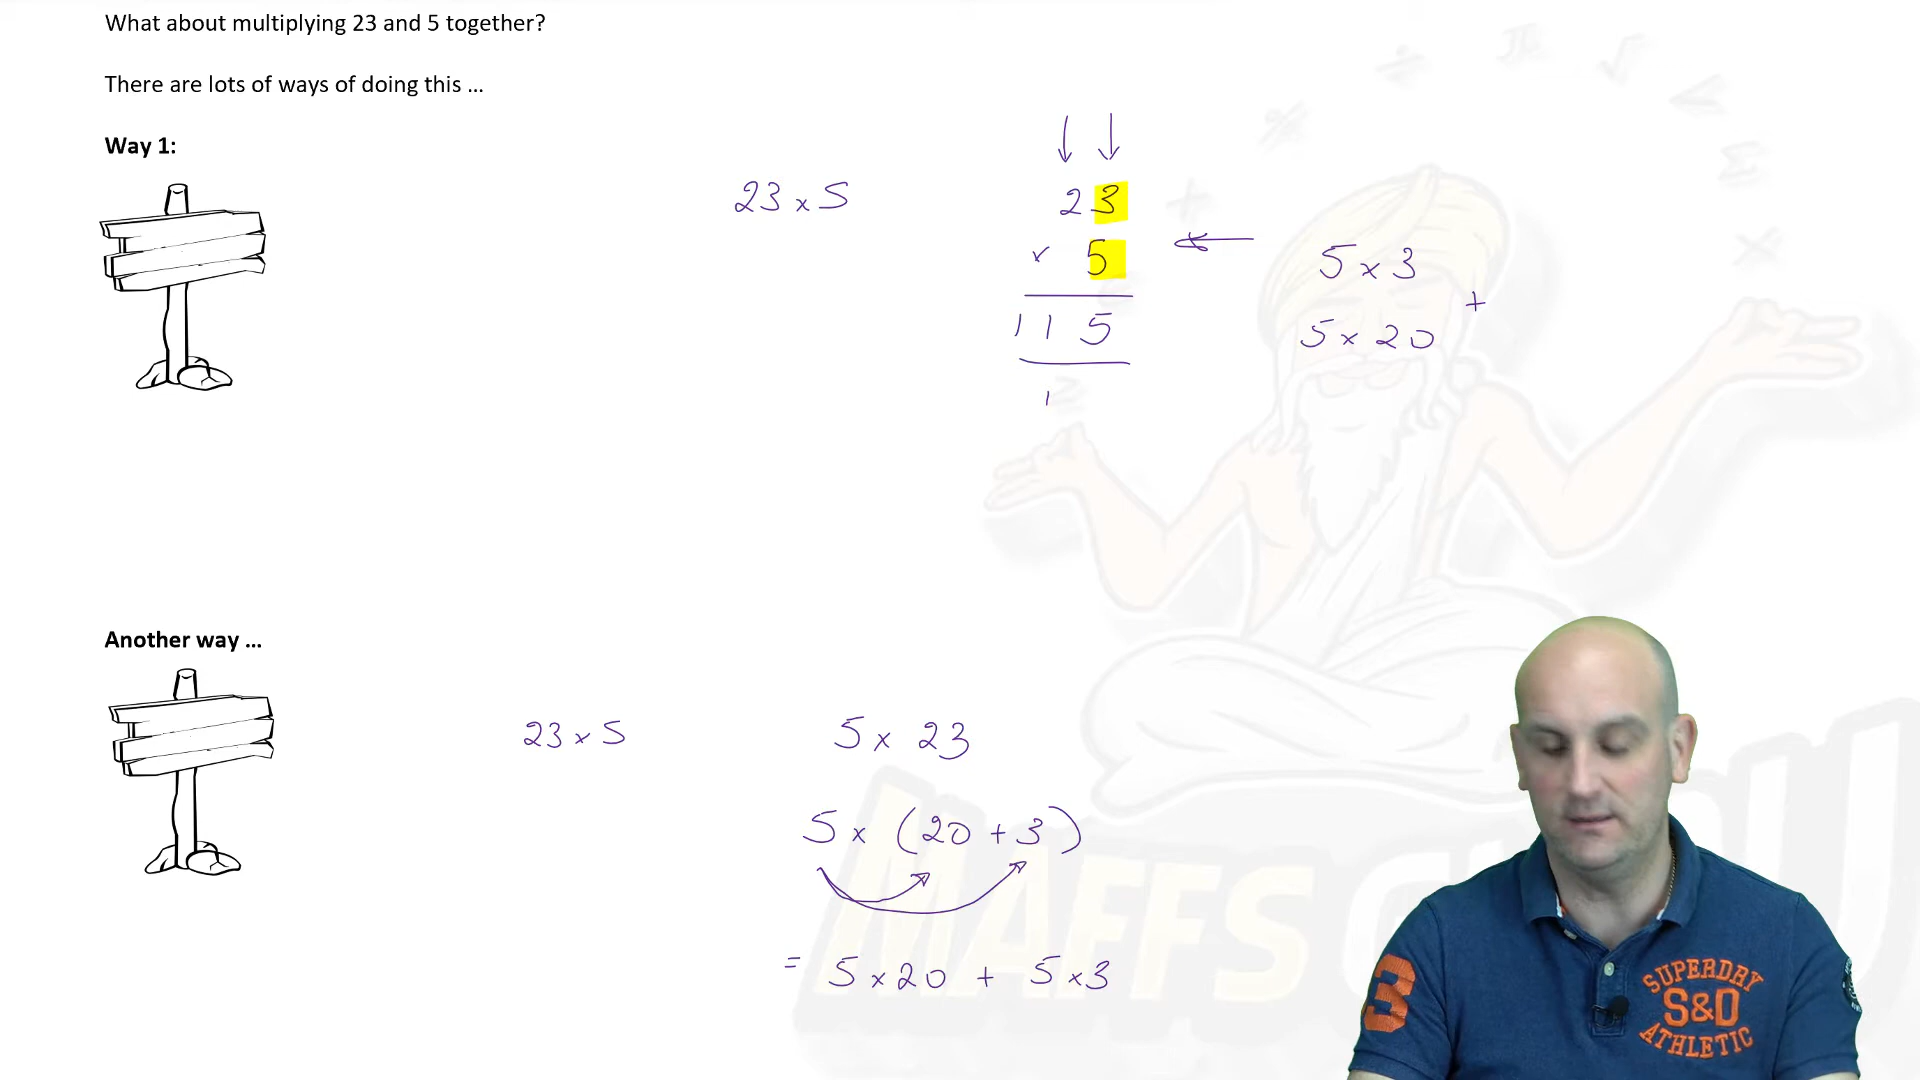 What about multiplying 23 and 5 together?
There are lots of ways of doing this ...
Way 1:
23 × 5
23
× 5
115
1
5 × 3
+
5 × 20
Another way ...
23 × 5
5 × 23
5 × (20 + 3)
= 5 × 20 + 5 × 3
MAFFS GURU
3
SUPERDRY
S&D
ATHLETIC